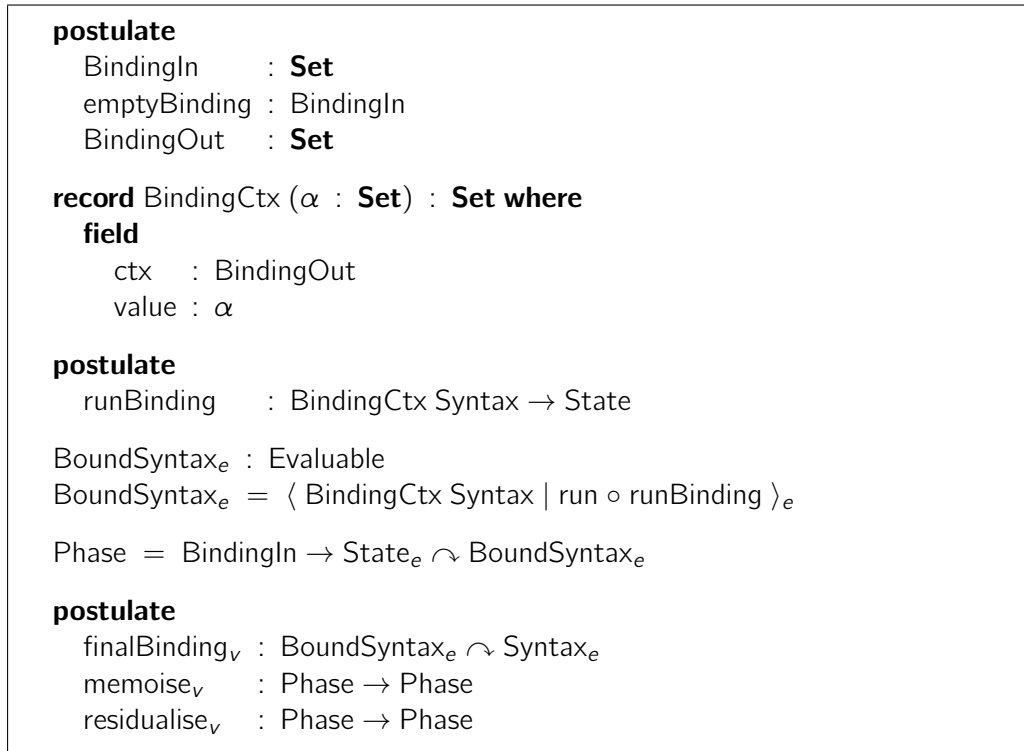 postulate
BindingIn : Set
emptyBinding : BindingIn
BindingOut : Set
record BindingCtx (α : Set) : Set where
field
ctx : BindingOut
value : α
postulate
runBinding : BindingCtx Syntax → State
BoundSyntaxₑ : Evaluable
BoundSyntaxₑ = ⟨ BindingCtx Syntax | run ∘ runBinding ⟩ₑ
Phase = BindingIn → Stateₑ ↷ BoundSyntaxₑ
postulate
finalBindingᵥ : BoundSyntaxₑ ↷ Syntaxₑ
memoiseᵥ : Phase → Phase
residualiseᵥ : Phase → Phase